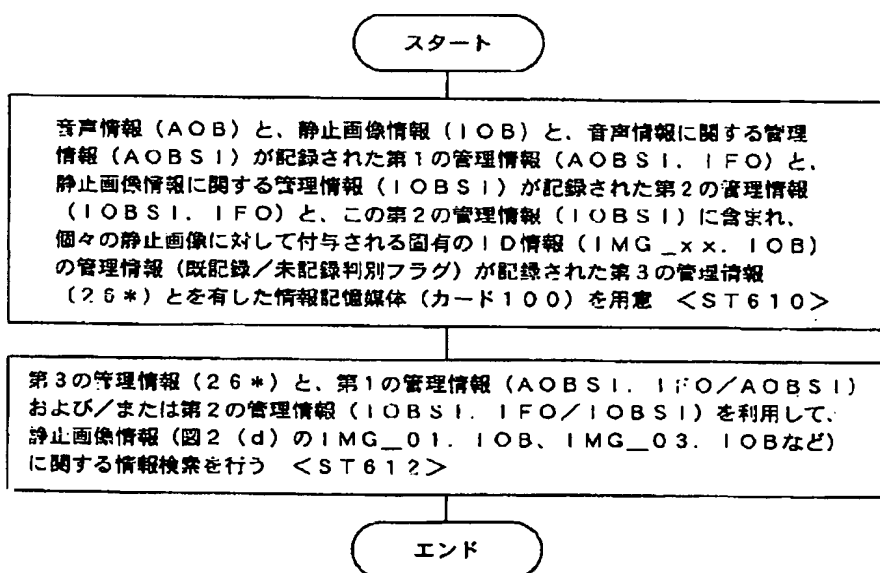 スタート
音声情報（AOB）と、静止画像情報（IOB）と、音声情報に関する管理
情報（AOBSI）が記録された第1の管理情報（AOBSI．IFO）と、
静止画像情報に関する管理情報（IOBSI）が記録された第2の管理情報
（IOBSI．IFO）と、この第2の管理情報（IOBSI）に含まれ、
個々の静止画像に対して付与される固有のID情報（IMG_xx．IOB）
の管理情報（既記録／未記録判別フラグ）が記録された第3の管理情報
（26*）とを有した情報記憶媒体（カード100）を用意 ＜ST610＞
第3の管理情報（26*）と、第1の管理情報（AOBSI．IFO／AOBSI）
および／または第2の管理情報（IOBSI．IFO／IOBSI）を利用して、
静止画像情報（図2（d）のIMG__01．IOB、IMG__03．IOBなど）
に関する情報検索を行う ＜ST612＞
エンド